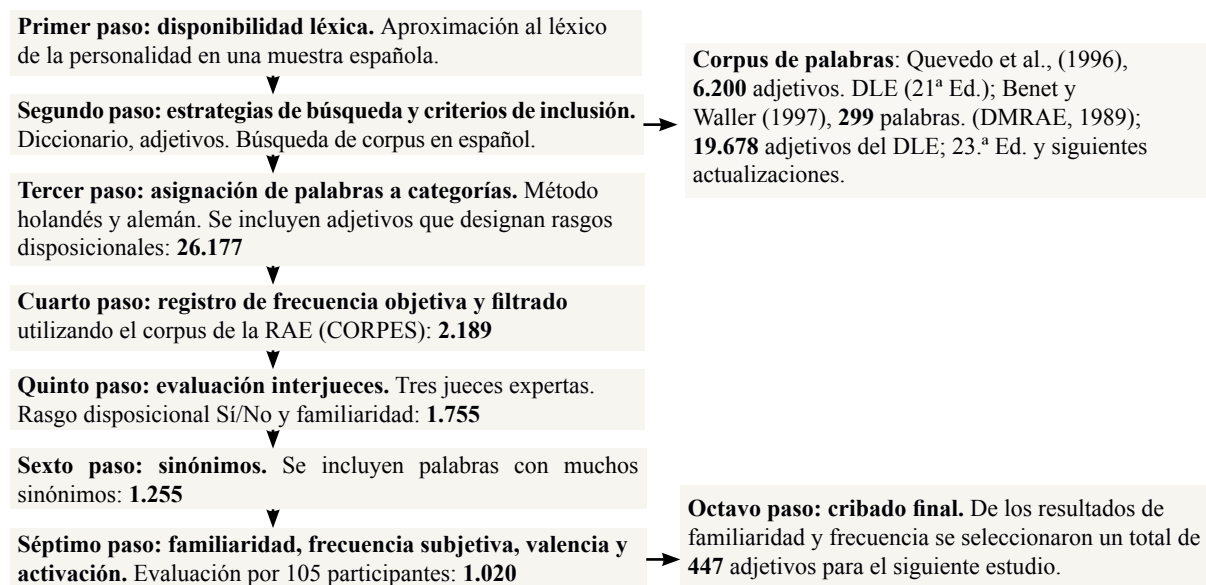 Primer paso: disponibilidad léxica. Aproximación al léxico
de la personalidad en una muestra española.
Segundo paso: estrategias de búsqueda y criterios de inclusión.
Diccionario, adjetivos. Búsqueda de corpus en español.
Corpus de palabras: Quevedo et al., (1996),
6.200 adjetivos. DLE (21ª Ed.); Benet y
Waller (1997), 299 palabras. (DMRAE, 1989);
19.678 adjetivos del DLE; 23.ª Ed. y siguientes
actualizaciones.
Tercer paso: asignación de palabras a categorías. Método
holandés y alemán. Se incluyen adjetivos que designan rasgos
disposicionales: 26.177
Cuarto paso: registro de frecuencia objetiva y filtrado
utilizando el corpus de la RAE (CORPES): 2.189
Quinto paso: evaluación interjueces. Tres jueces expertas.
Rasgo disposicional Sí/No y familiaridad: 1.755
Sexto paso: sinónimos. Se incluyen palabras con muchos
sinónimos: 1.255
Séptimo paso: familiaridad, frecuencia subjetiva, valencia y
activación. Evaluación por 105 participantes: 1.020
Octavo paso: cribado final. De los resultados de
familiaridad y frecuencia se seleccionaron un total de
447 adjetivos para el siguiente estudio.